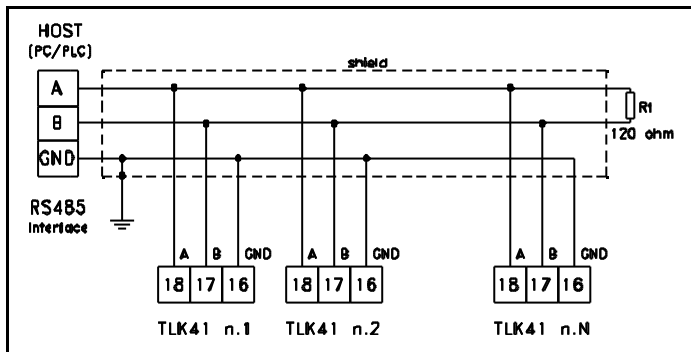 HOST
(PC/PLC)
shield
A
B
GND
R1
120 ohm
RS485
Interface
A B GND
A B GND
A B GND
18 17 16
18 17 16
18 17 16
TLK41 n.1
TLK41 n.2
TLK41 n.N